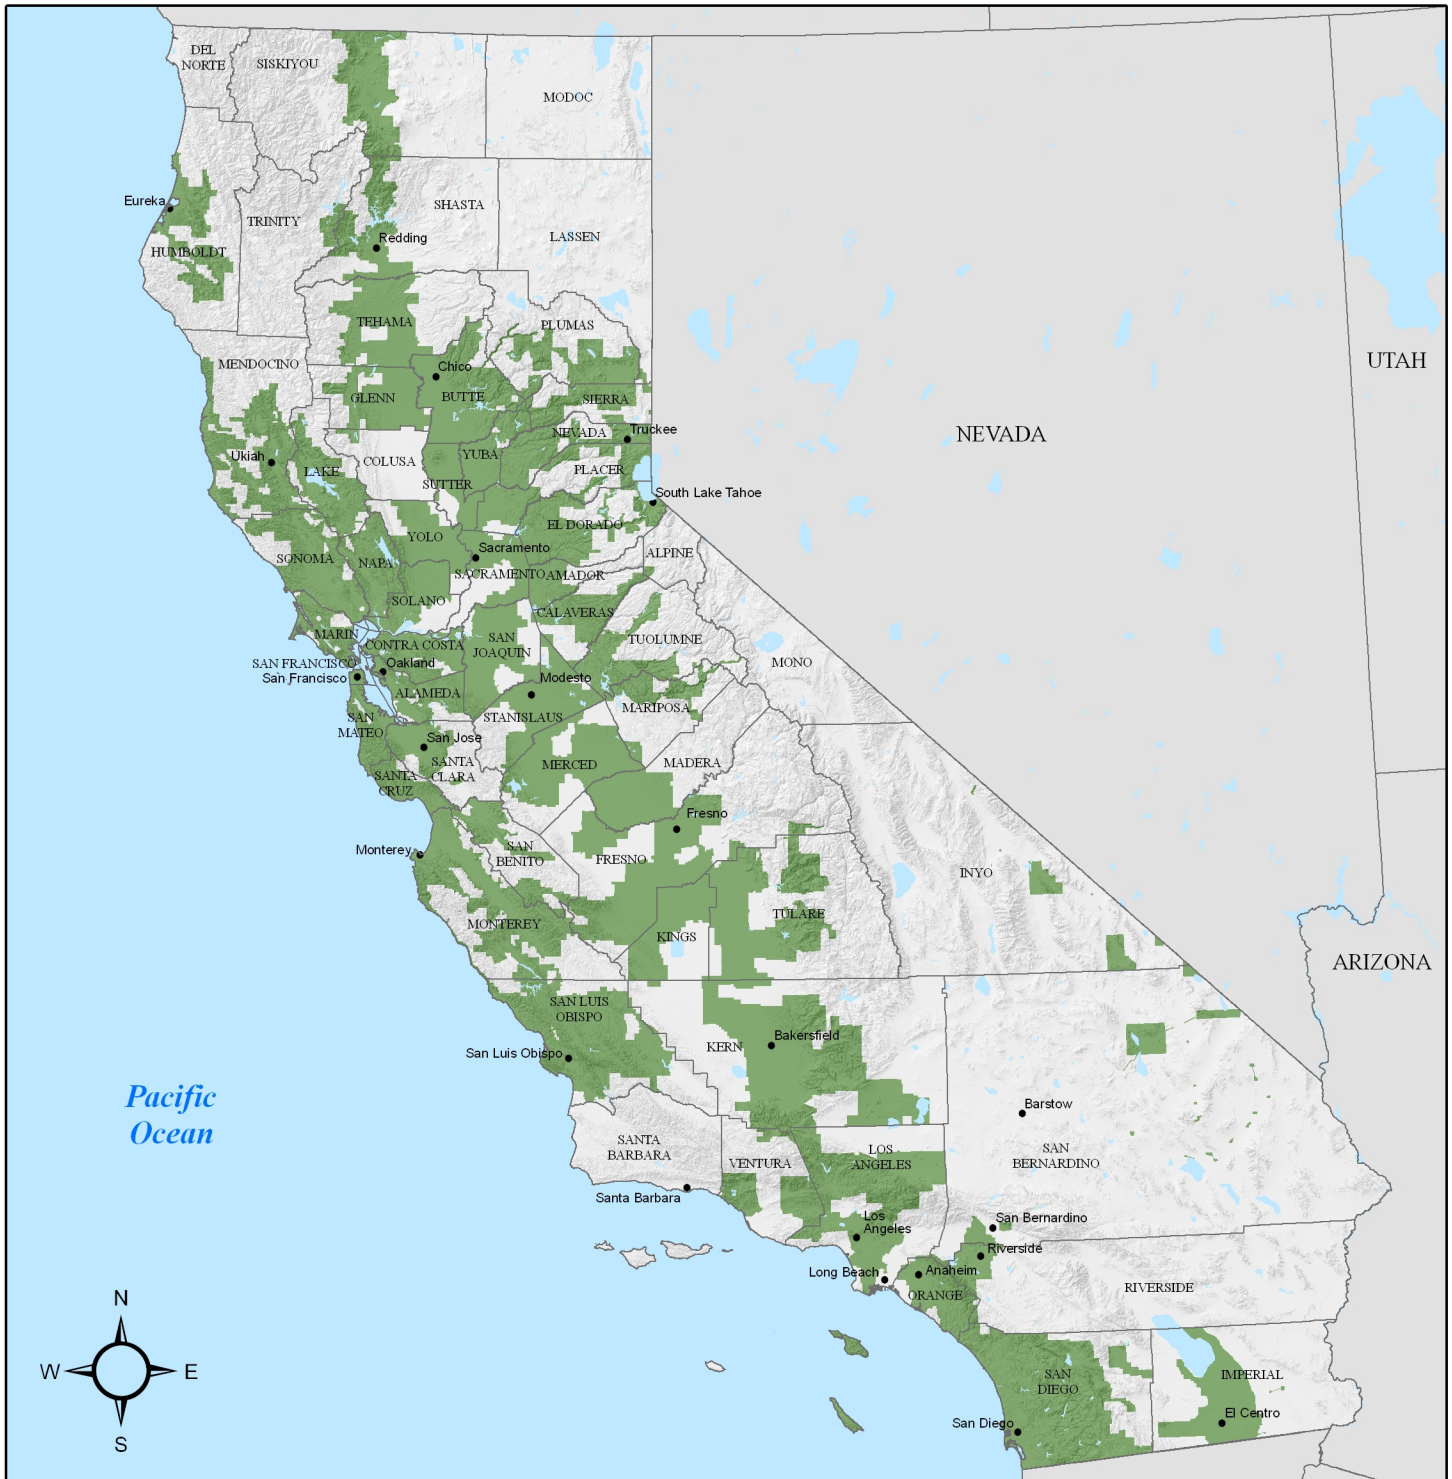 DEL
NORTE
SISKIYOU
MODOC
Eureka
TRINITY
SHASTA
HUMBOLDT
Redding
LASSEN
TEHAMA
PLUMAS
MENDOCINO
Chico
GLENN
BUTTE
SIERRA
UTAH
NEVADA
Ukiah
LAKE
COLUSA
YUBA
NEVADA
Truckee
PLACER
SUTTER
South Lake Tahoe
YOLO
EL DORADO
SONOMA
NAPA
Sacramento
ALPINE
SACRAMENTO
AMADOR
SOLANO
CALAVERAS
MARIN
CONTRA COSTA
SAN
JOAQUIN
TUOLUMNE
MONO
SAN FRANCISCO
San Francisco
Oakland
ALAMEDA
Modesto
STANISLAUS
MARIPOSA
SAN
MATEO
San Jose
SANTA
CLARA
SANTA
CRUZ
MERCED
MADERA
Fresno
Monterey
SAN
BENITO
FRESNO
INYO
MONTEREY
TULARE
KINGS
ARIZONA
SAN LUIS
OBISPO
San Luis Obispo
KERN
Bakersfield
Pacific
Ocean
Barstow
SANTA
BARBARA
VENTURA
LOS
ANGELES
SAN
BERNARDINO
Santa Barbara
Los
Angeles
San Bernardino
Riverside
Long Beach
Anaheim
ORANGE
RIVERSIDE
N
W
E
S
SAN
DIEGO
IMPERIAL
San Diego
El Centro